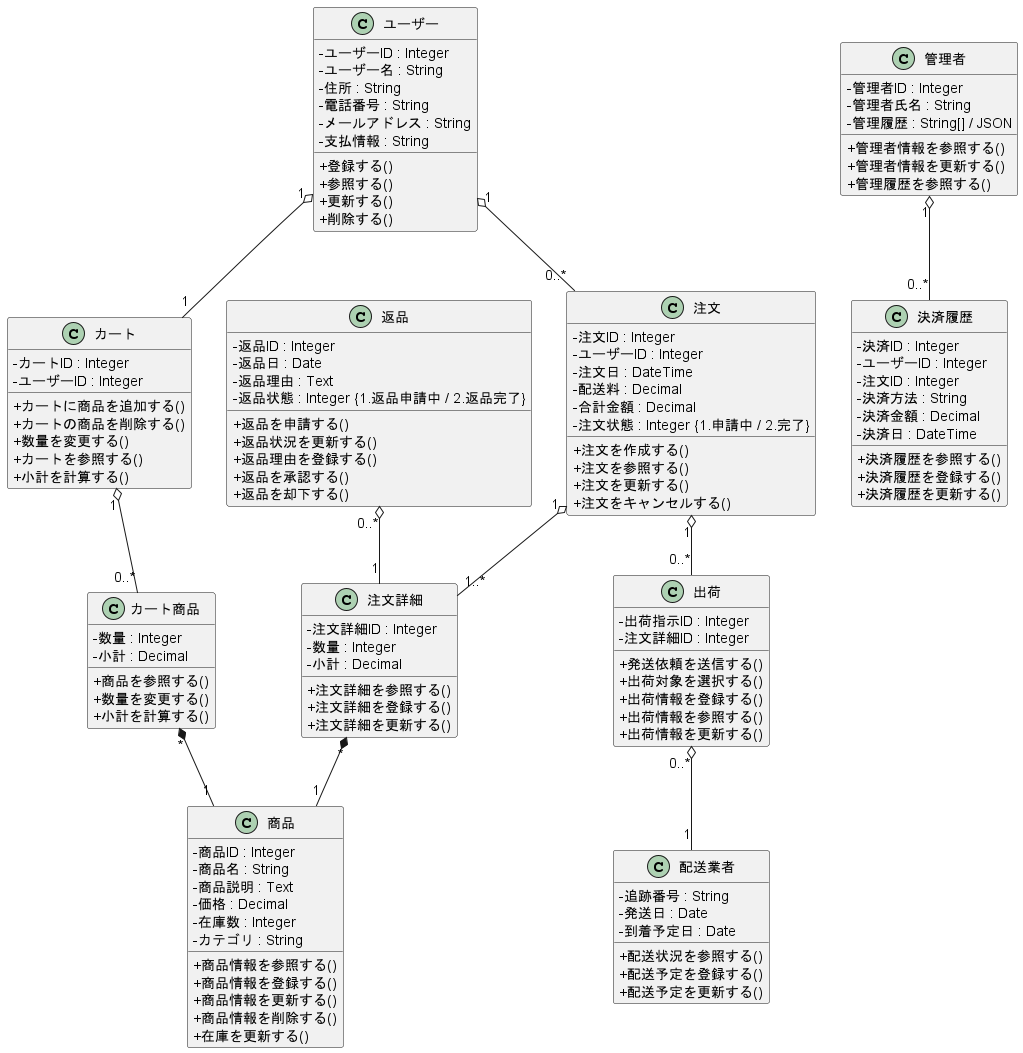 C ユーザー
-ユーザーID : Integer
-ユーザー名 : String
-住所 : String
-電話番号 : String
-メールアドレス : String
-支払情報 : String
+登録する()
+参照する()
+更新する()
+削除する()
C 管理者
-管理者ID : Integer
-管理者氏名 : String
-管理履歴 : String[] / JSON
+管理者情報を参照する()
+管理者情報を更新する()
+管理履歴を参照する()
1
1
1
0..*
1
0..*
C カート
-カートID : Integer
-ユーザーID : Integer
+カートに商品を追加する()
+カートの商品を削除する()
+数量を変更する()
+カートを参照する()
+小計を計算する()
C 返品
-返品ID : Integer
-返品日 : Date
-返品理由 : Text
-返品状態 : Integer {1.返品申請中 / 2.返品完了}
+返品を申請する()
+返品状況を更新する()
+返品理由を登録する()
+返品を承認する()
+返品を却下する()
C 注文
-注文ID : Integer
-ユーザーID : Integer
-注文日 : DateTime
-配送料 : Decimal
-合計金額 : Decimal
-注文状態 : Integer {1.申請中 / 2.完了}
+注文を作成する()
+注文を参照する()
+注文を更新する()
+注文をキャンセルする()
C 決済履歴
-決済ID : Integer
-ユーザーID : Integer
-注文ID : Integer
-決済方法 : String
-決済金額 : Decimal
-決済日 : DateTime
+決済履歴を参照する()
+決済履歴を登録する()
+決済履歴を更新する()
1
0..*
0..*
1
1
1..*
1
0..*
C カート商品
-数量 : Integer
-小計 : Decimal
+商品を参照する()
+数量を変更する()
+小計を計算する()
C 注文詳細
-注文詳細ID : Integer
-数量 : Integer
-小計 : Decimal
+注文詳細を参照する()
+注文詳細を登録する()
+注文詳細を更新する()
C 出荷
-出荷指示ID : Integer
-注文詳細ID : Integer
+発送依頼を送信する()
+出荷対象を選択する()
+出荷情報を登録する()
+出荷情報を参照する()
+出荷情報を更新する()
*
1
*
1
0..*
1
C 商品
-商品ID : Integer
-商品名 : String
-商品説明 : Text
-価格 : Decimal
-在庫数 : Integer
-カテゴリ : String
+商品情報を参照する()
+商品情報を登録する()
+商品情報を更新する()
+商品情報を削除する()
+在庫を更新する()
C 配送業者
-追跡番号 : String
-発送日 : Date
-到着予定日 : Date
+配送状況を参照する()
+配送予定を登録する()
+配送予定を更新する()